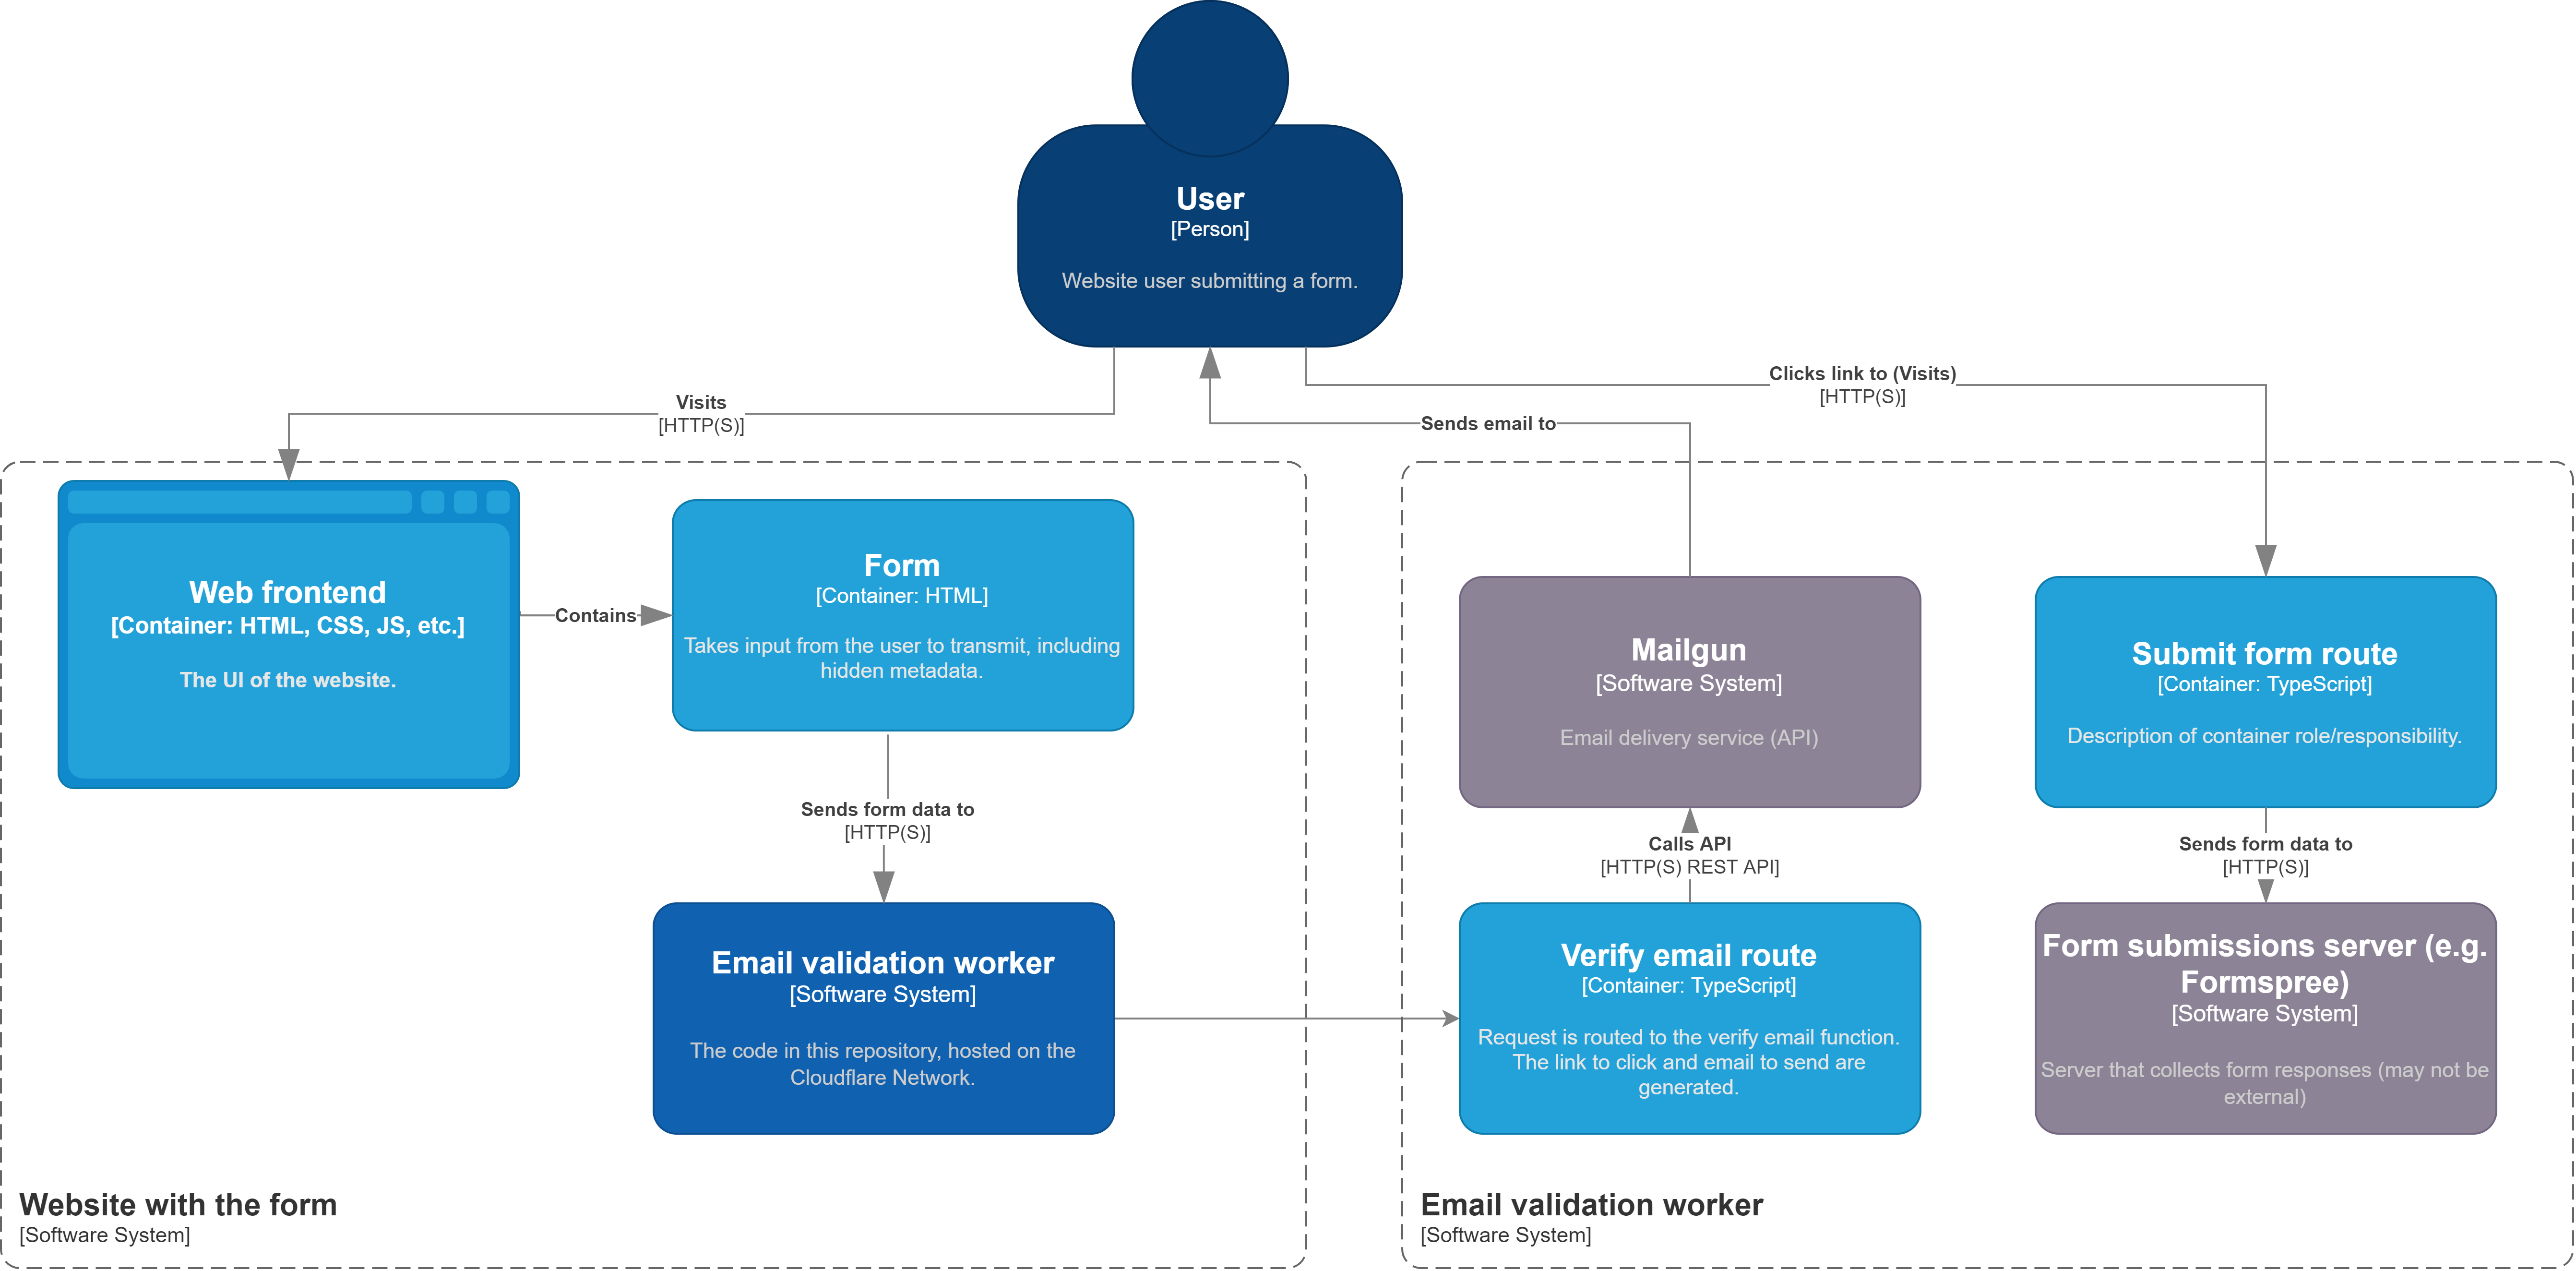 User
[Person]
Website user submitting a form.
Visits
[HTTP(S)]
Sends email to
Clicks link to (Visits)
[HTTP(S)]
Web frontend
[Container: HTML, CSS, JS, etc.]
The UI of the website.
Contains
Form
[Container: HTML]
Takes input from the user to transmit, including
hidden metadata.
Sends form data to
[HTTP(S)]
Email validation worker
[Software System]
The code in this repository, hosted on the
Cloudflare Network.
Website with the form
[Software System]
Mailgun
[Software System]
Email delivery service (API)
Calls API
[HTTP(S) REST API]
Verify email route
[Container: TypeScript]
Request is routed to the verify email function.
The link to click and email to send are
generated.
Submit form route
[Container: TypeScript]
Description of container role/responsibility.
Sends form data to
[HTTP(S)]
Form submissions server (e.g.
Formspree)
[Software System]
Server that collects form responses (may not be
external)
Email validation worker
[Software System]